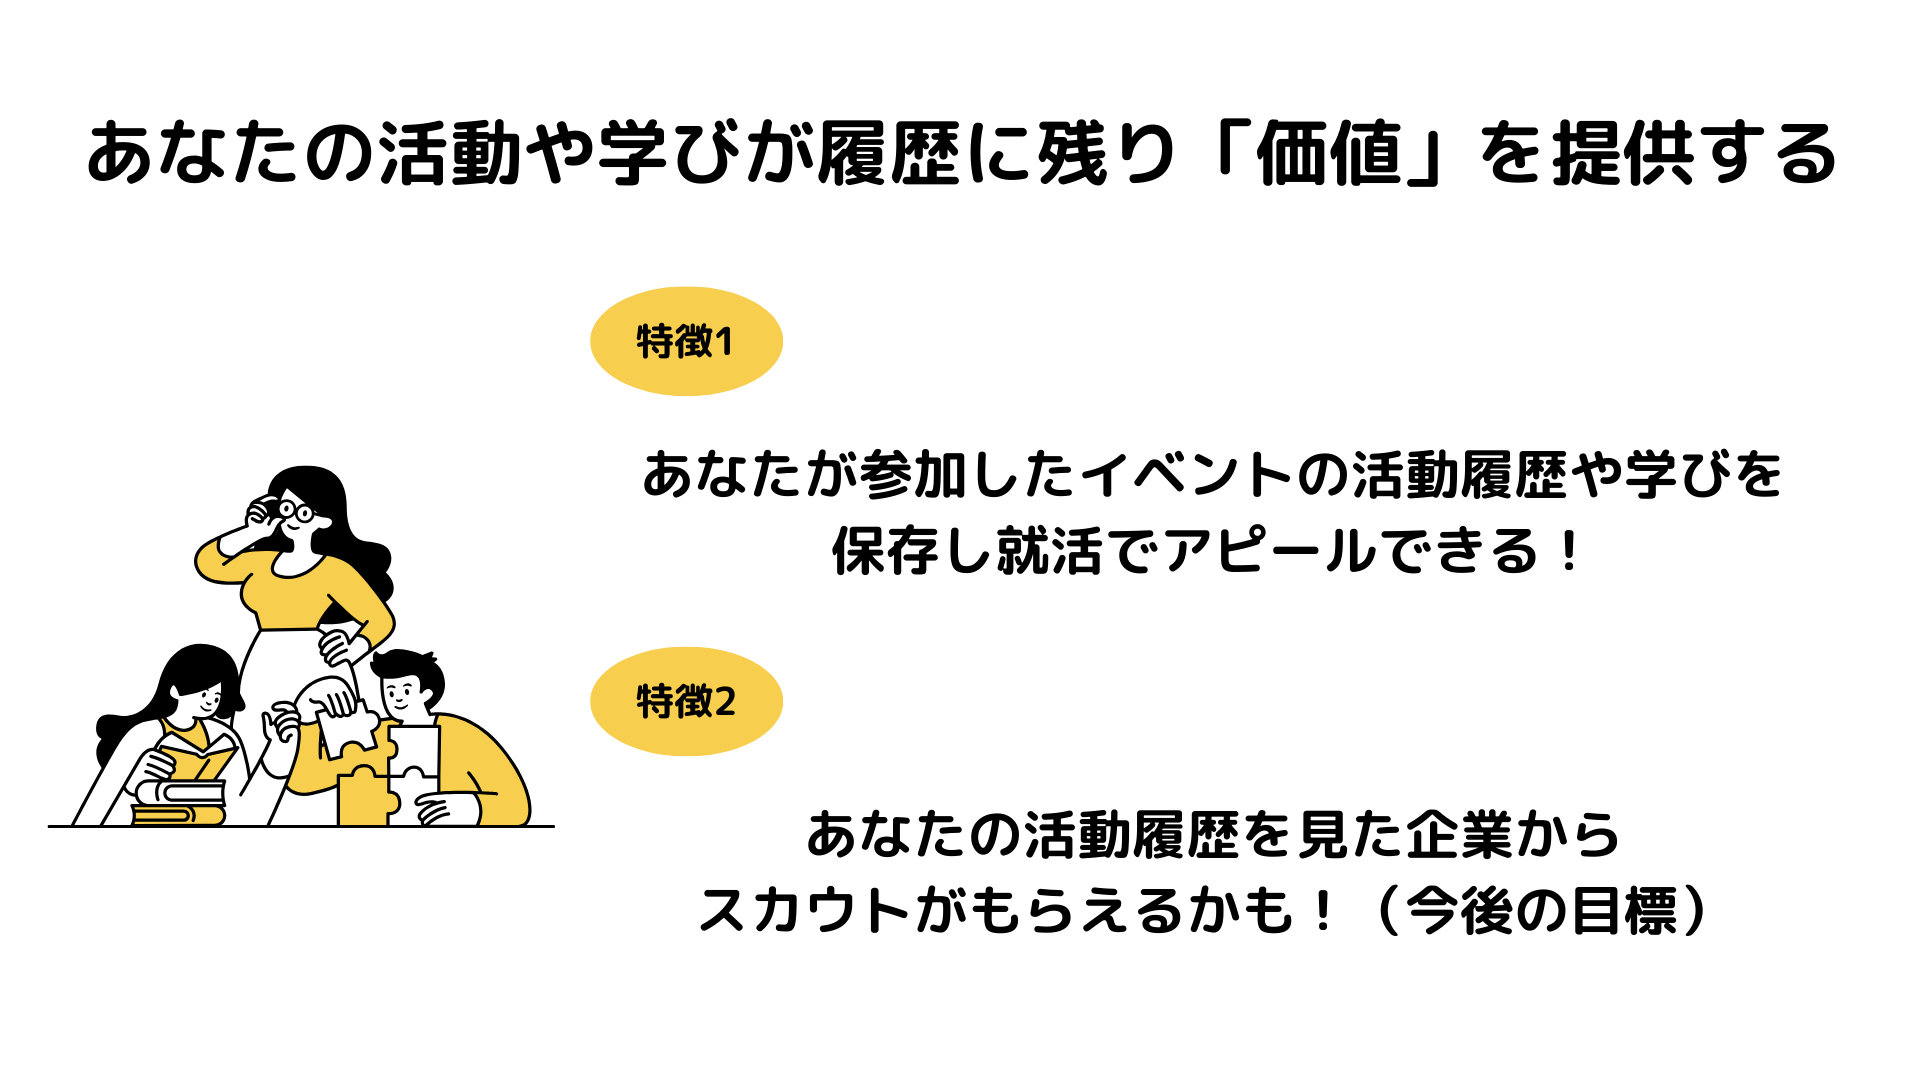 あなたの活動や学びが履歴に残り「価値」を提供する
特徴1
あなたが参加したイベントの活動履歴や学びを
保存し就活でアピールできる！
特徴2
あなたの活動履歴を見た企業から
スカウトがもらえるかも！（今後の目標）